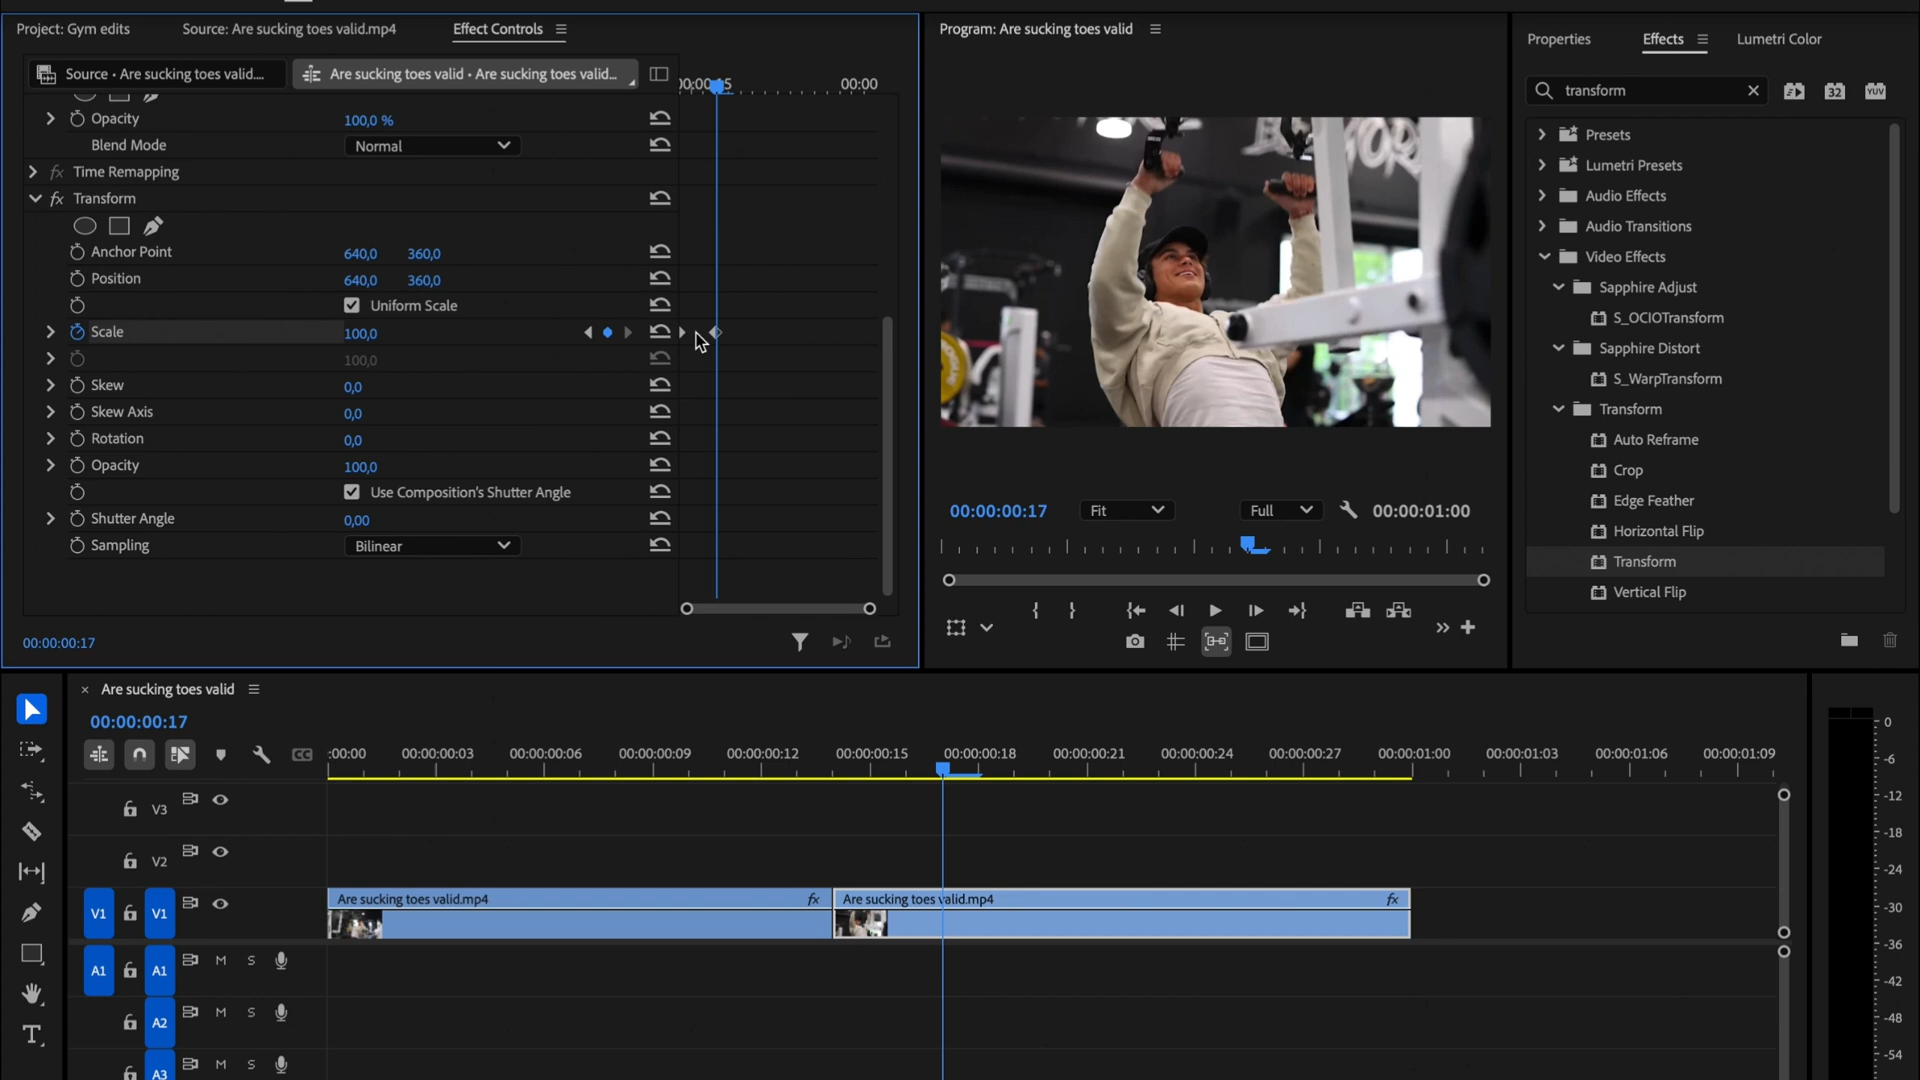 Project: Gym edits
Source: Are sucking toes valid.mp4
Effect Controls
Source • Are sucking toes valid....
Are sucking toes valid • Are sucking toes valid...
00:00
Opacity
100,0 %
Blend Mode
Normal
fx Time Remapping
fx Transform
Anchor Point
640,0 360,0
Position
640,0 360,0
Uniform Scale
Scale
100,0
100,0
Skew
0,0
Skew Axis
0,0
Rotation
0,0
Opacity
100,0
Use Composition's Shutter Angle
Shutter Angle
0,00
Sampling
Bilinear
00:00:00:17
Program: Are sucking toes valid
00:00:00:17
Fit
Full
00:00:01:00
Properties
Effects
Lumetri Color
transform
32
YUV
Presets
Lumetri Presets
Audio Effects
Audio Transitions
Video Effects
Sapphire Adjust
S_OCIOTransform
Sapphire Distort
S_WarpTransform
Transform
Auto Reframe
Crop
Edge Feather
Horizontal Flip
Transform
Vertical Flip
× Are sucking toes valid
00:00:00:17
CC
:00:00 00:00:00:03 00:00:00:06 00:00:00:09 00:00:00:12 00:00:00:15 00:00:00:18 00:00:00:21 00:00:00:24 00:00:00:27 00:00:01:00 00:00:01:03 00:00:01:06 00:00:01:09
V3
V2
V1 V1
Are sucking toes valid.mp4 fx
Are sucking toes valid.mp4 fx
A1 A1 M S
A2 M S
A3 M S
T
0
-6
-12
-18
-24
-30
-36
-42
-48
-54